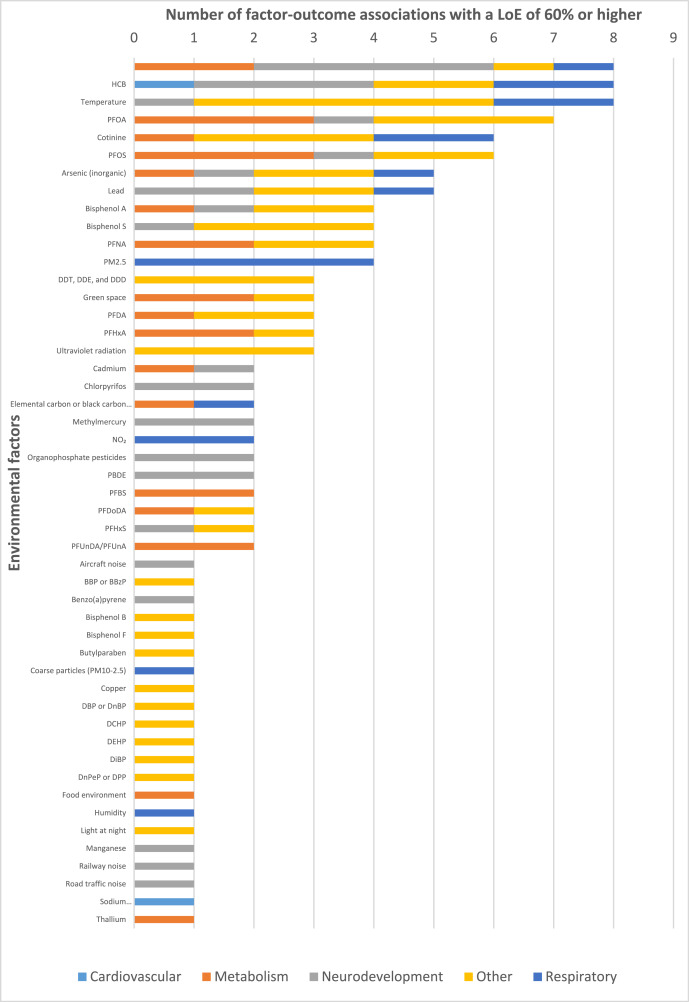 Number of factor-outcome associations with a LoE of 60% or higher
0 1 2 3 4 5 6 7 8 9
HCB
Temperature
PFOA
Cotinine
PFOS
Arsenic (inorganic)
Lead
Bisphenol A
Bisphenol S
PFNA
PM2.5
DDT, DDE, and DDD
Green space
PFDA
PFHxA
Ultraviolet radiation
Cadmium
Chlorpyrifos
Elemental carbon or black carbon...
Methylmercury
NO₂
Organophosphate pesticides
PBDE
PFBS
PFDoDA
PFHxS
PFUnDA/PFUnA
Aircraft noise
BBP or BBzP
Benzo(a)pyrene
Bisphenol B
Bisphenol F
Butylparaben
Coarse particles (PM10-2.5)
Copper
DBP or DnBP
DCHP
DEHP
DiBP
DnPeP or DPP
Food environment
Humidity
Light at night
Manganese
Railway noise
Road traffic noise
Sodium...
Thallium
Environmental factors
Cardiovascular Metabolism Neurodevelopment Other Respiratory